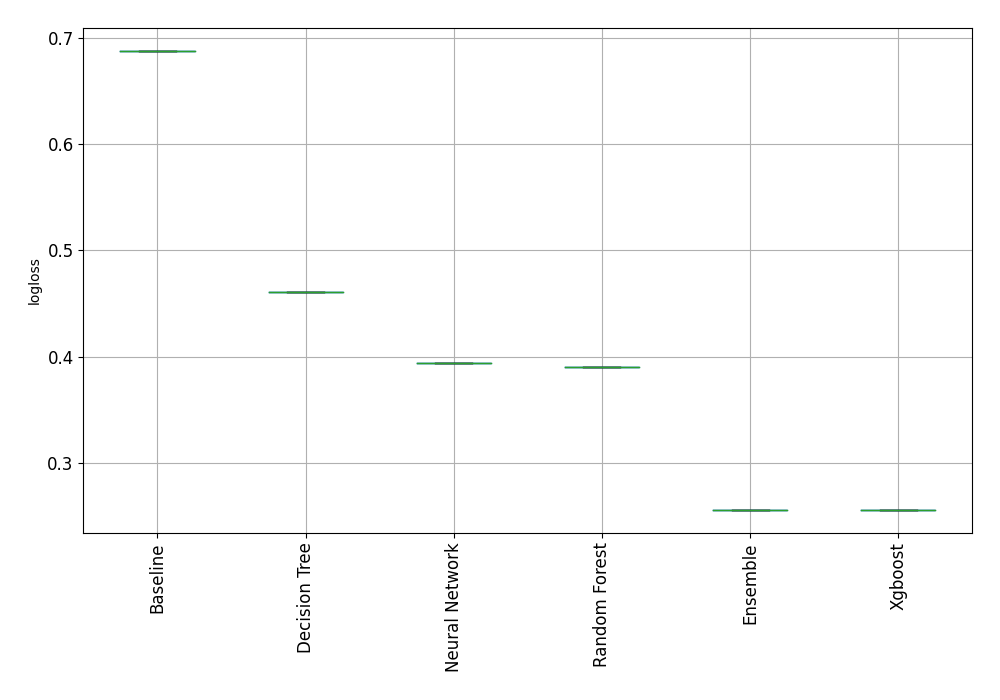 0.7
0.6
0.5
0.4
0.3
logloss
Baseline
Decision Tree
Neural Network
Random Forest
Ensemble
Xgboost